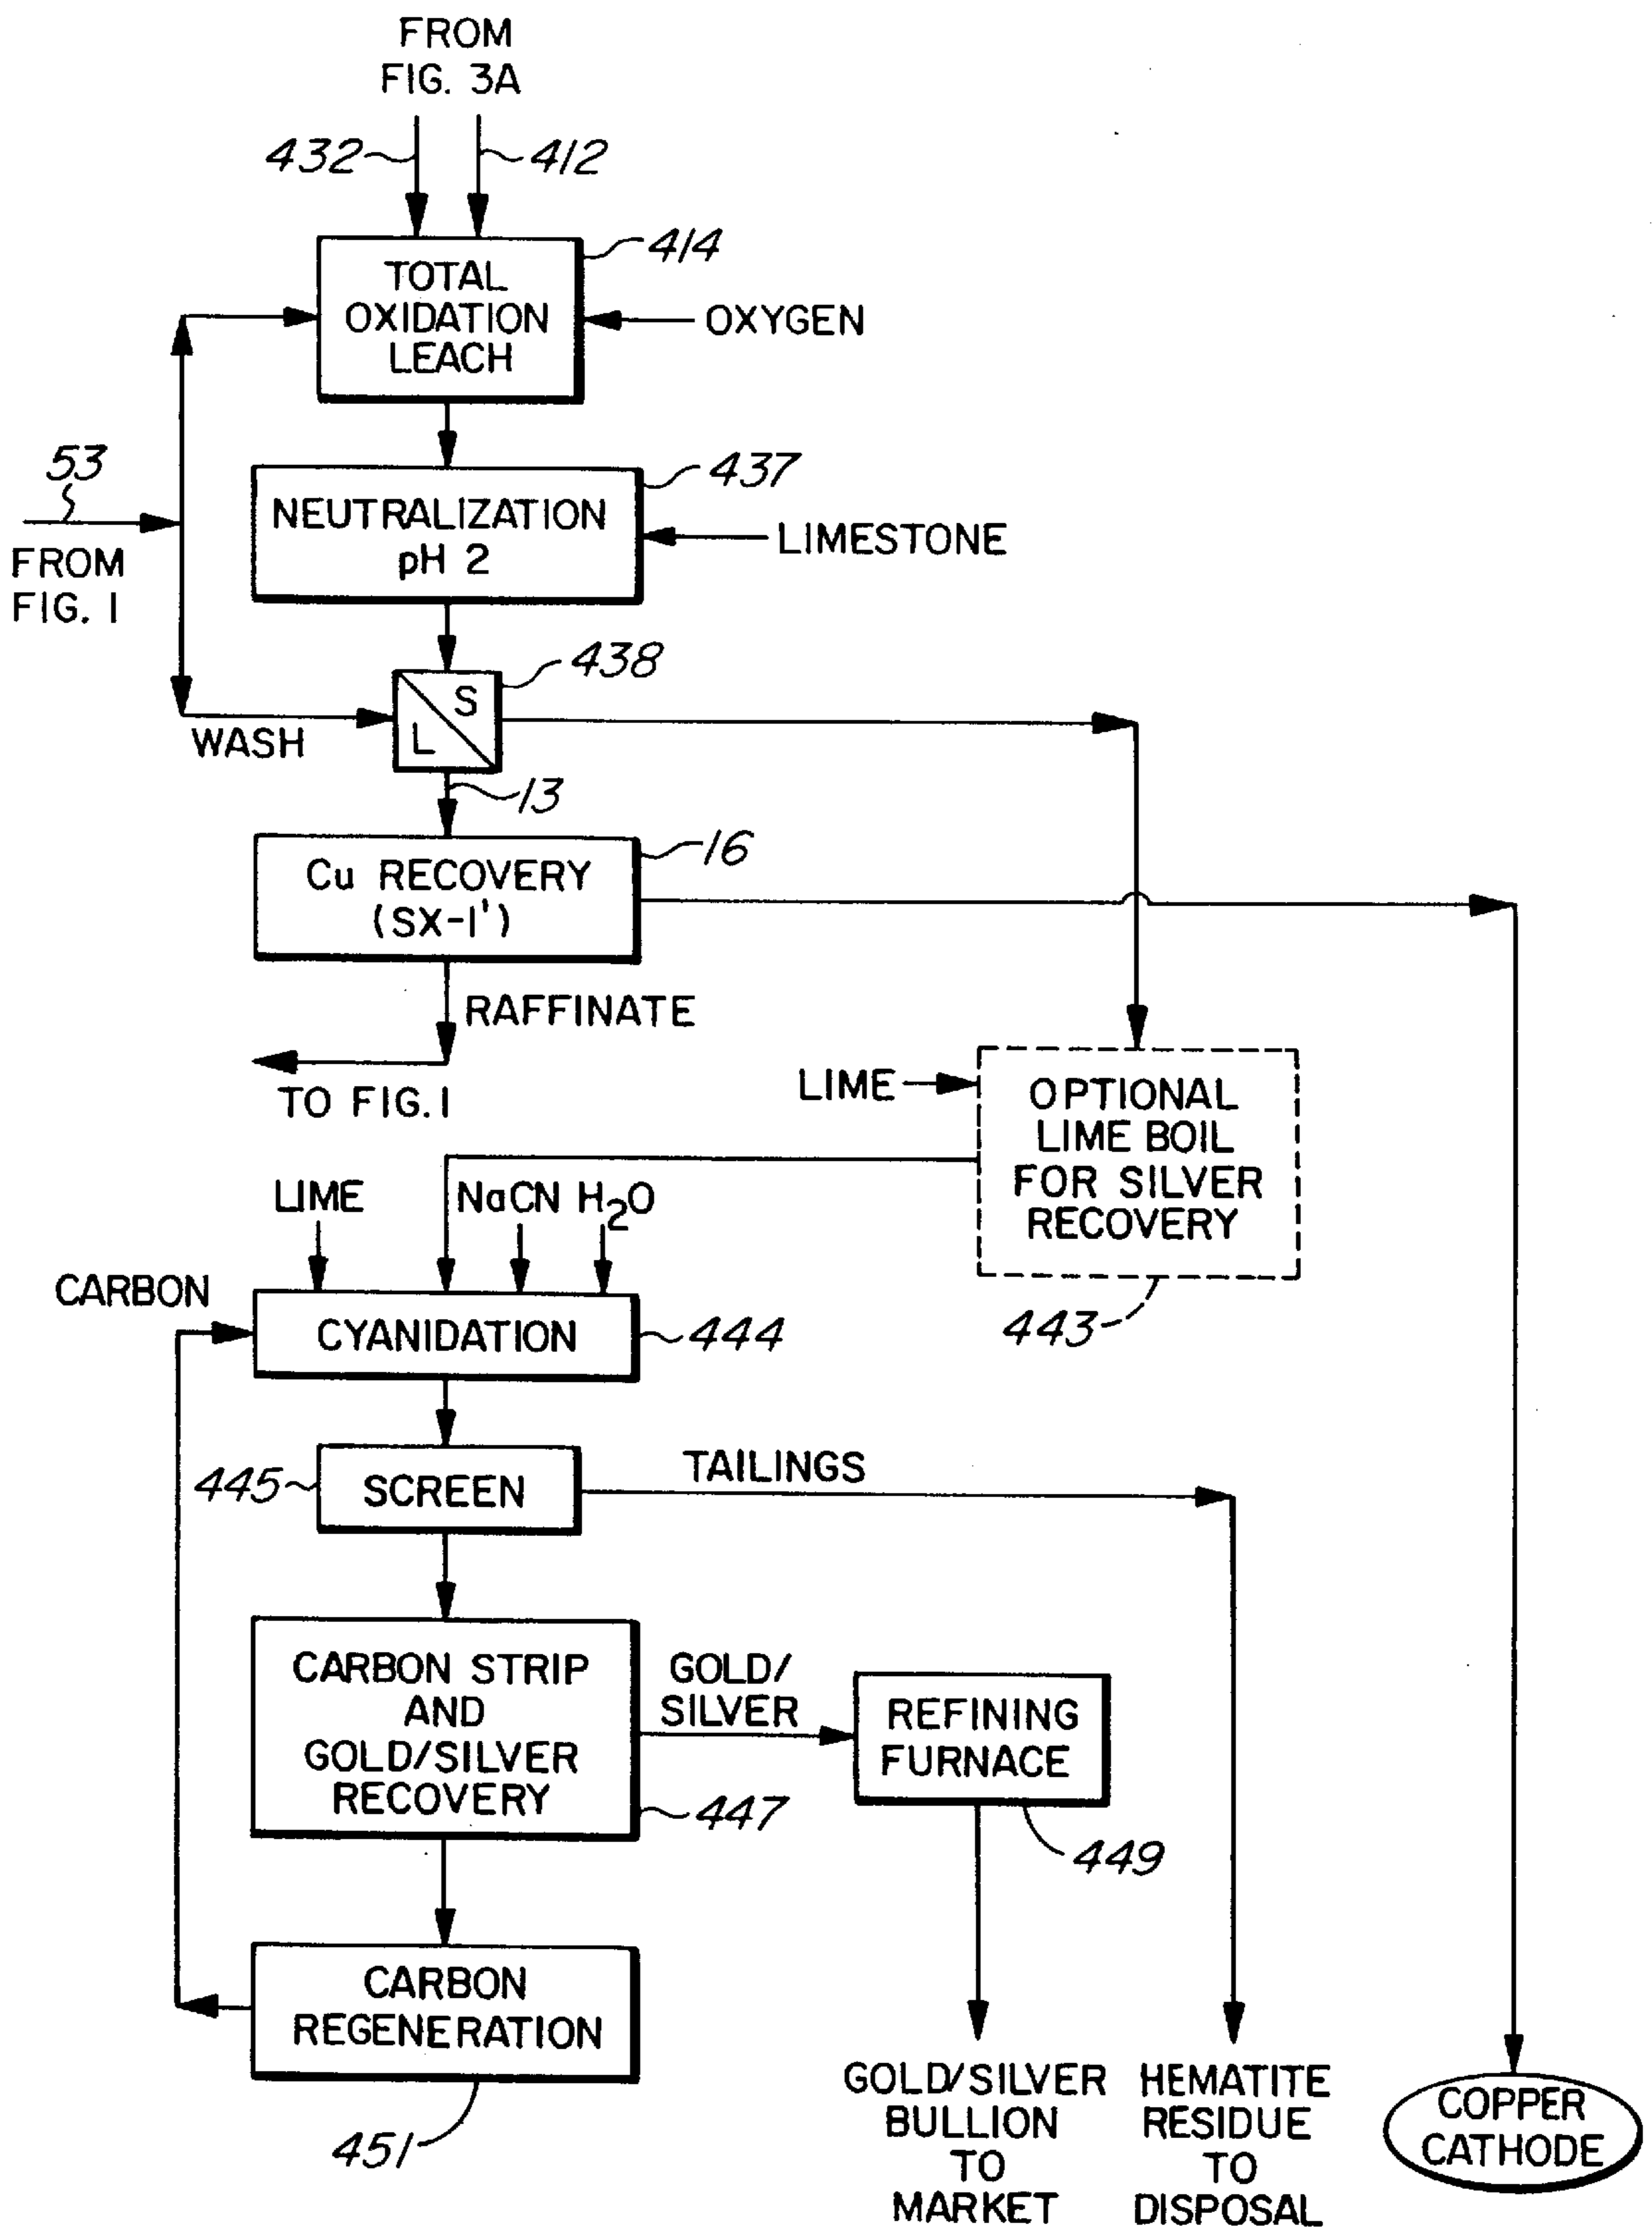 FROM
FIG. 3A
432
412
414
TOTAL
OXIDATION
LEACH
OXYGEN
53
FROM
FIG. 1
437
NEUTRALIZATION
pH 2
LIMESTONE
438
S
L
WASH
13
16
Cu RECOVERY
(SX-1')
RAFFINATE
TO FIG. 1
LIME
OPTIONAL
LIME BOIL
FOR SILVER
RECOVERY
443
LIME
NaCN H2O
CARBON
CYANIDATION
444
445
SCREEN
TAILINGS
CARBON STRIP
AND
GOLD/SILVER
RECOVERY
447
GOLD/
SILVER
REFINING
FURNACE
449
CARBON
REGENERATION
451
GOLD/SILVER
BULLION
TO
MARKET
HEMATITE
RESIDUE
TO
DISPOSAL
COPPER
CATHODE